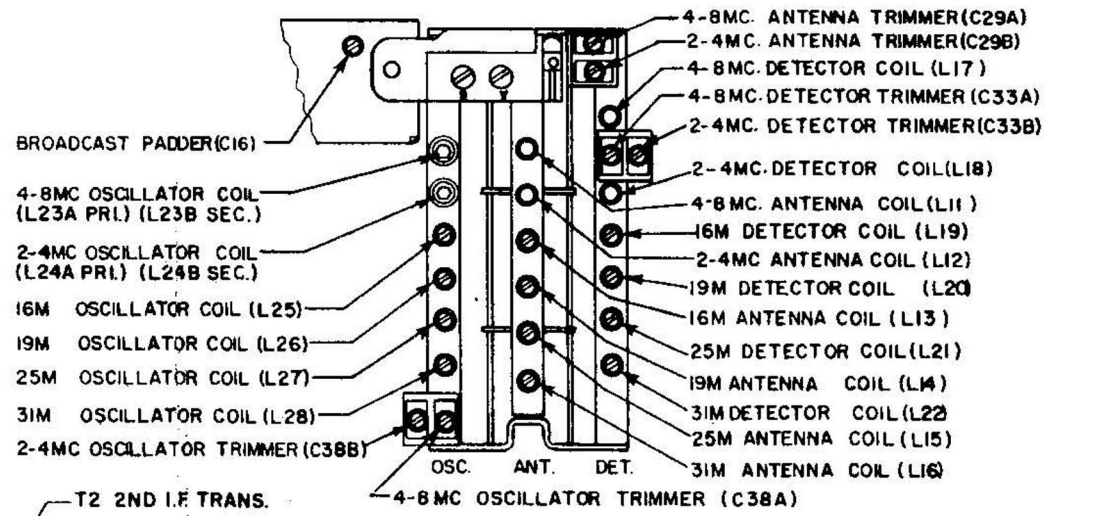 4-8MC. ANTENNA TRIMMER(C29A)
2-4MC. ANTENNA TRIMMER(C29B)
4-8MC. DETECTOR COIL (L17)
4-8MC. DETECTOR TRIMMER (C33A)
2-4MC. DETECTOR TRIMMER(C33B)
BROADCAST PADDER(C16)
2-4MC. DETECTOR COIL(L18)
4-8MC OSCILLATOR COIL
(L23A PRI.) (L23B SEC.)
4-8MC. ANTENNA COIL(L11)
16M DETECTOR COIL (L19)
2-4MC OSCILLATOR COIL
(L24A PRI.) (L24B SEC.)
2-4MC ANTENNA COIL (L12)
19M DETECTOR COIL (L20)
16M OSCILLATOR COIL (L25)
16M ANTENNA COIL (L13)
19M OSCILLATOR COIL (L26)
25M DETECTOR COIL(L21)
25M OSCILLATOR COIL (L27)
19M ANTENNA COIL (L14)
31M OSCILLATOR COIL (L28)
31M DETECTOR COIL (L22)
25M ANTENNA COIL (L15)
2-4MC OSCILLATOR TRIMMER (C38B)
OSC. ANT. DET.
31M ANTENNA COIL (L16)
T2 2ND I.F. TRANS.
4-8MC OSCILLATOR TRIMMER (C38A)